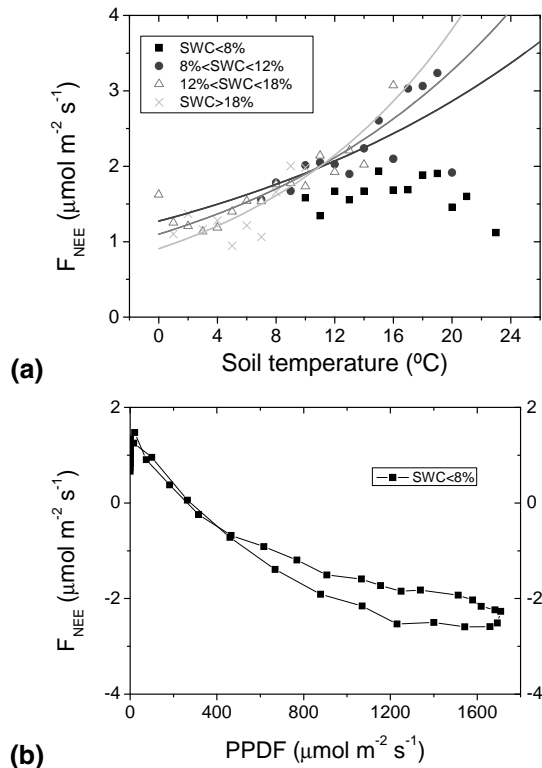 4
3
2
1
0
F_NEE (μmol m⁻² s⁻¹)
SWC<8%
8%<SWC<12%
12%<SWC<18%
SWC>18%
0 4 8 12 16 20 24
Soil temperature (ºC)
(a)
2
0
-2
-4
F_NEE (μmol m⁻² s⁻¹)
SWC<8%
2
0
-2
-4
0 400 800 1200 1600
PPDF (μmol m⁻² s⁻¹)
(b)